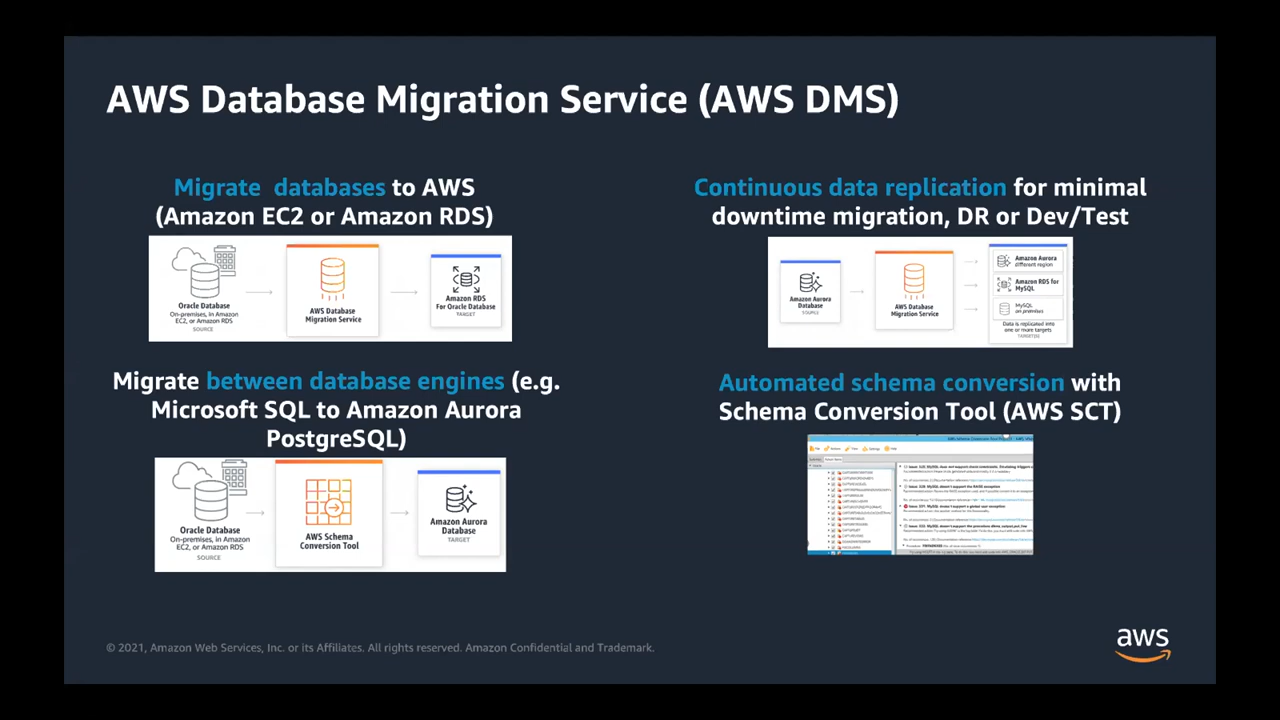 AWS Database Migration Service (AWS DMS)
Migrate databases to AWS
(Amazon EC2 or Amazon RDS)
Oracle Database
On-premises, in Amazon
EC2, or Amazon RDS
SOURCE
AWS Database
Migration Service
Amazon RDS
For Oracle Database
TARGET
Continuous data replication for minimal
downtime migration, DR or Dev/Test
Amazon Aurora
Database
SOURCE
AWS Database
Migration Service
Amazon Aurora
different region
Amazon RDS for
MySQL
MySQL
on premises
Data is replicated into
one or more targets
TARGET(S)
Migrate between database engines (e.g.
Microsoft SQL to Amazon Aurora
PostgreSQL)
Oracle Database
On-premises, in Amazon
EC2, or Amazon RDS
SOURCE
AWS Schema
Conversion Tool
Amazon Aurora
Database
TARGET
Automated schema conversion with
Schema Conversion Tool (AWS SCT)
© 2021, Amazon Web Services, Inc. or its Affiliates. All rights reserved. Amazon Confidential and Trademark.
aws